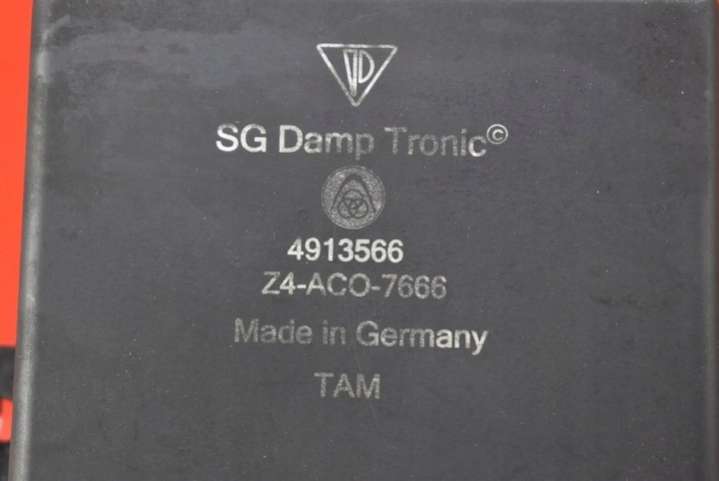 SG Damp Tronic©
4913566
Z4-ACO-7666
Made in Germany
TAM